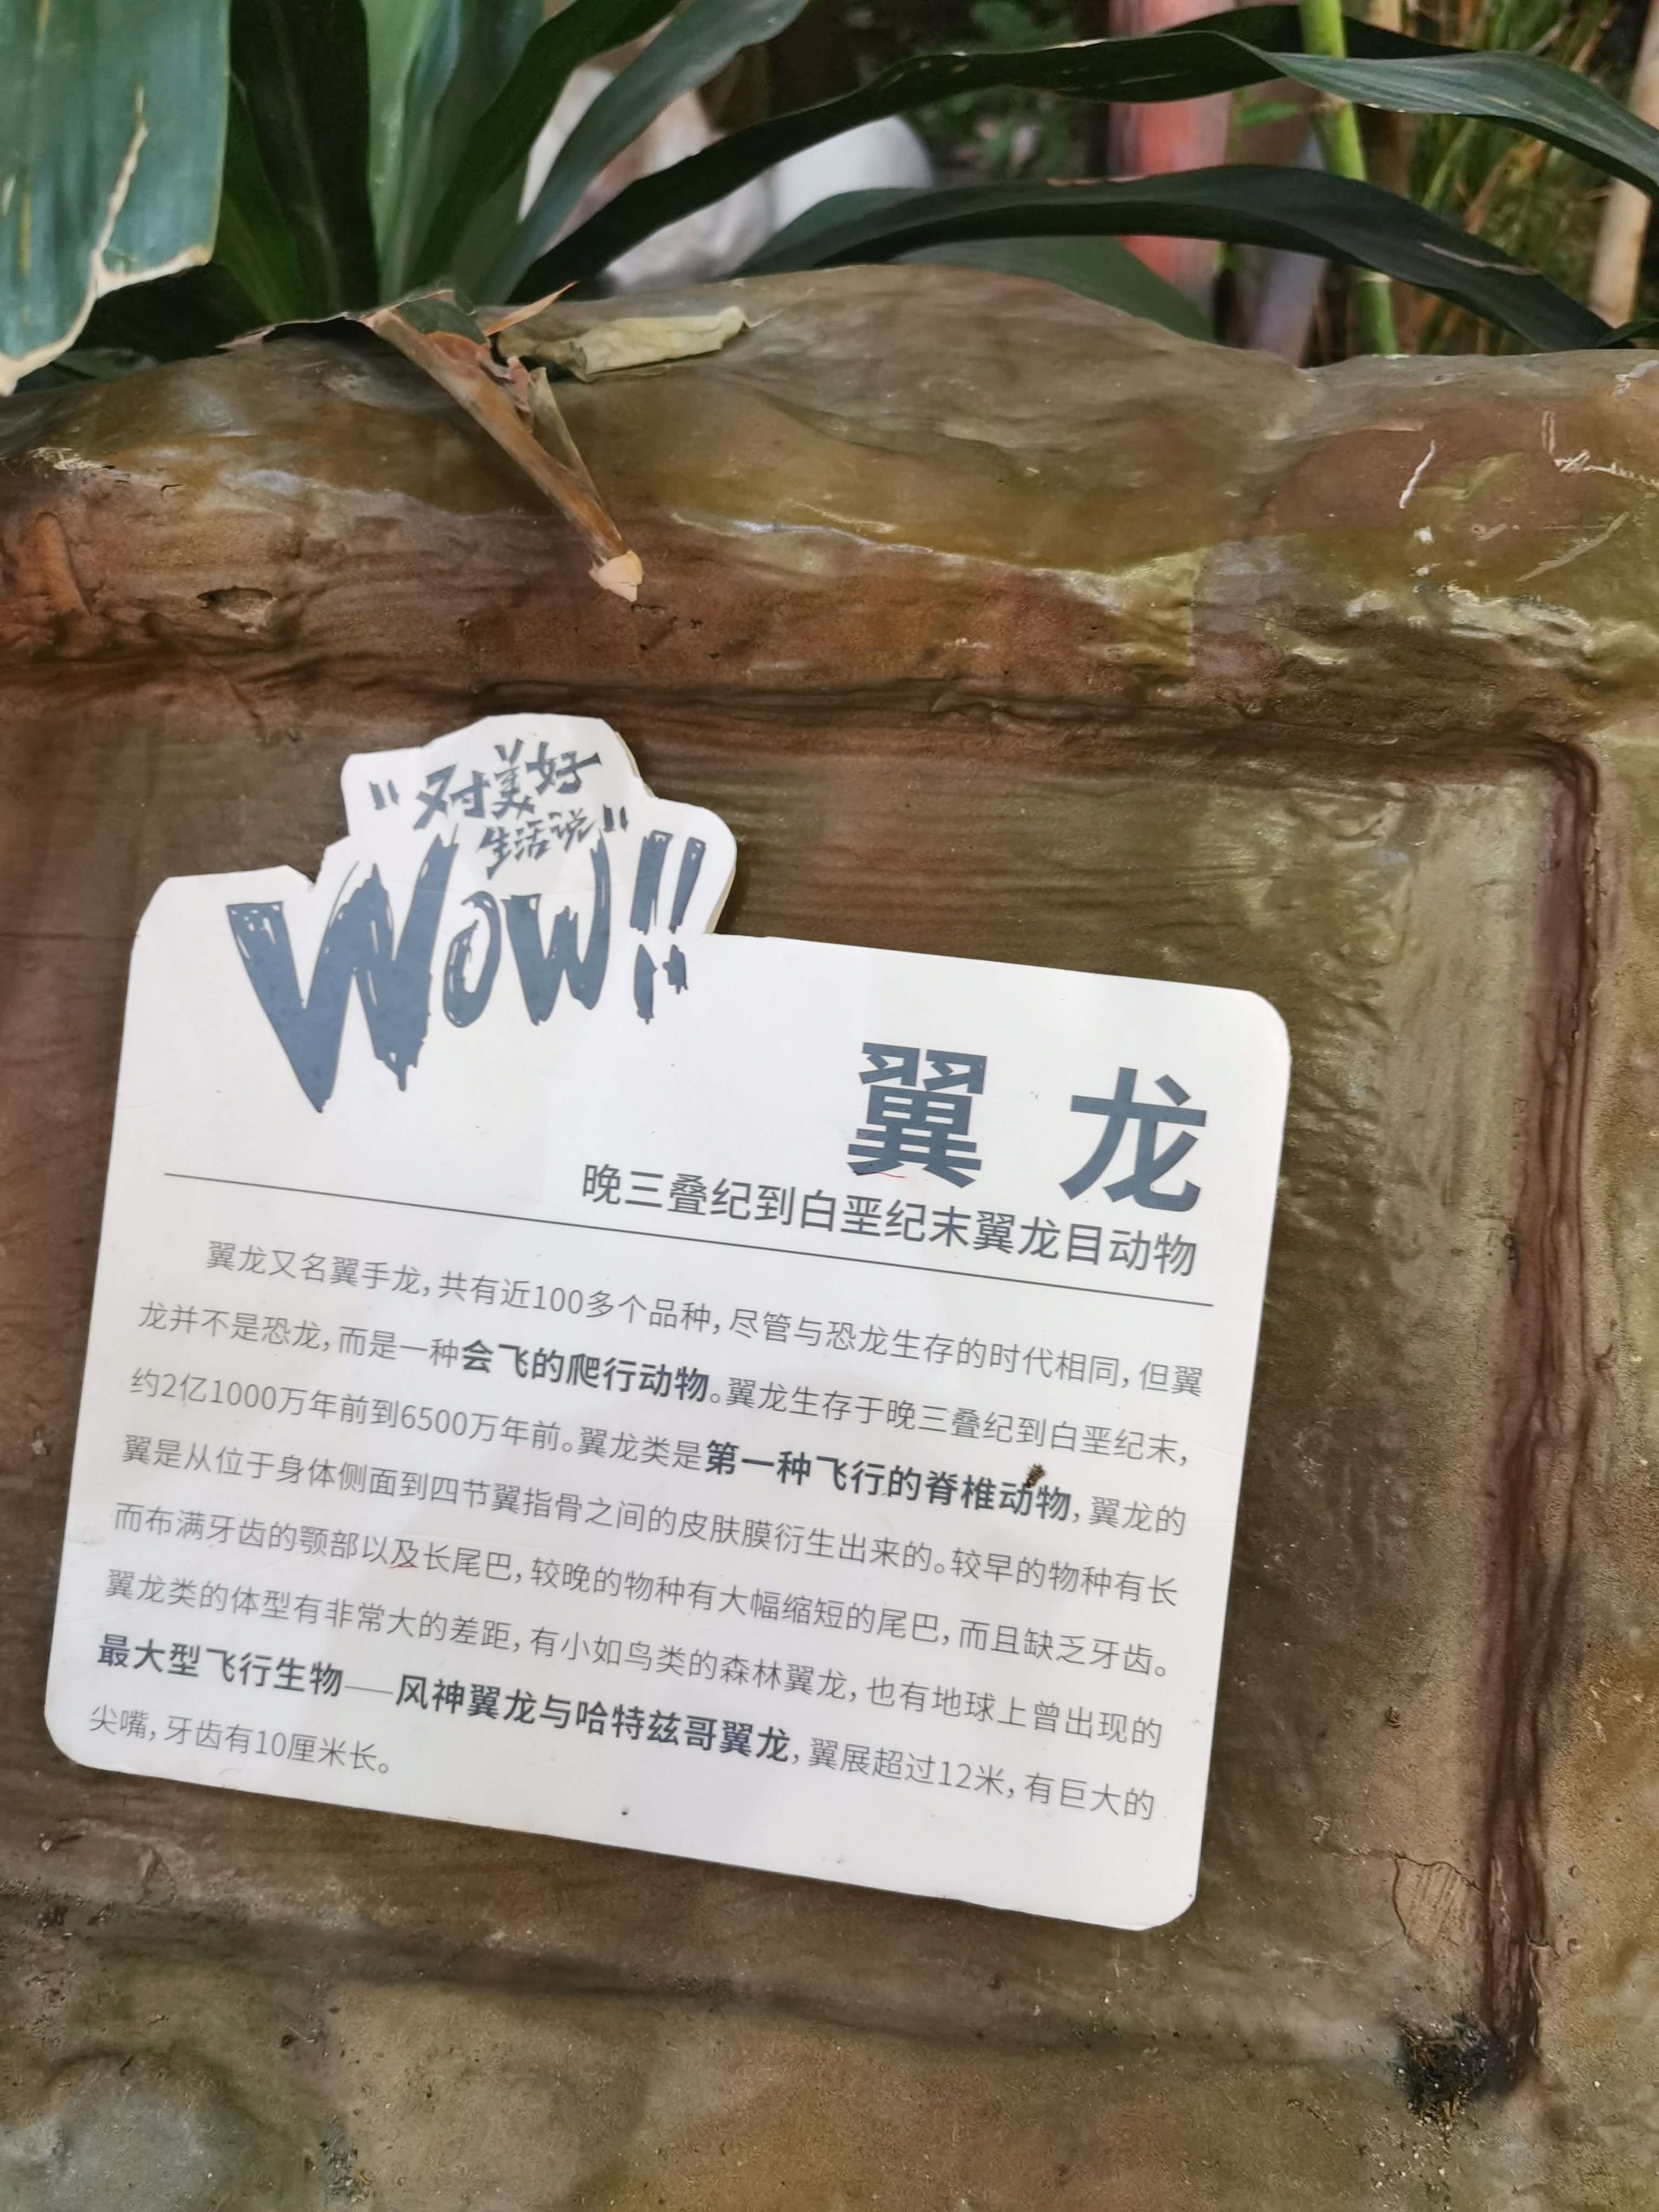 "对美好
生活说"
WOW!!
翼 龙
晚三叠纪到白垩纪末翼龙目动物
翼龙又名翼手龙，共有近100多个品种，尽管与恐龙生存的时代相同，但翼
龙并不是恐龙，而是一种会飞的爬行动物。翼龙生存于晚三叠纪到白垩纪末，
约2亿1000万年前到6500万年前。翼龙类是第一种飞行的脊椎动物，翼龙的
翼是从位于身体侧面到四节翼指骨之间的皮肤膜衍生出来的。较早的物种有长
而布满牙齿的颚部以及长尾巴，较晚的物种有大幅缩短的尾巴，而且缺乏牙齿。
翼龙类的体型有非常大的差距，有小如鸟类的森林翼龙，也有地球上曾出现的
最大型飞行生物——风神翼龙与哈特兹哥翼龙，翼展超过12米，有巨大的
尖嘴，牙齿有10厘米长。